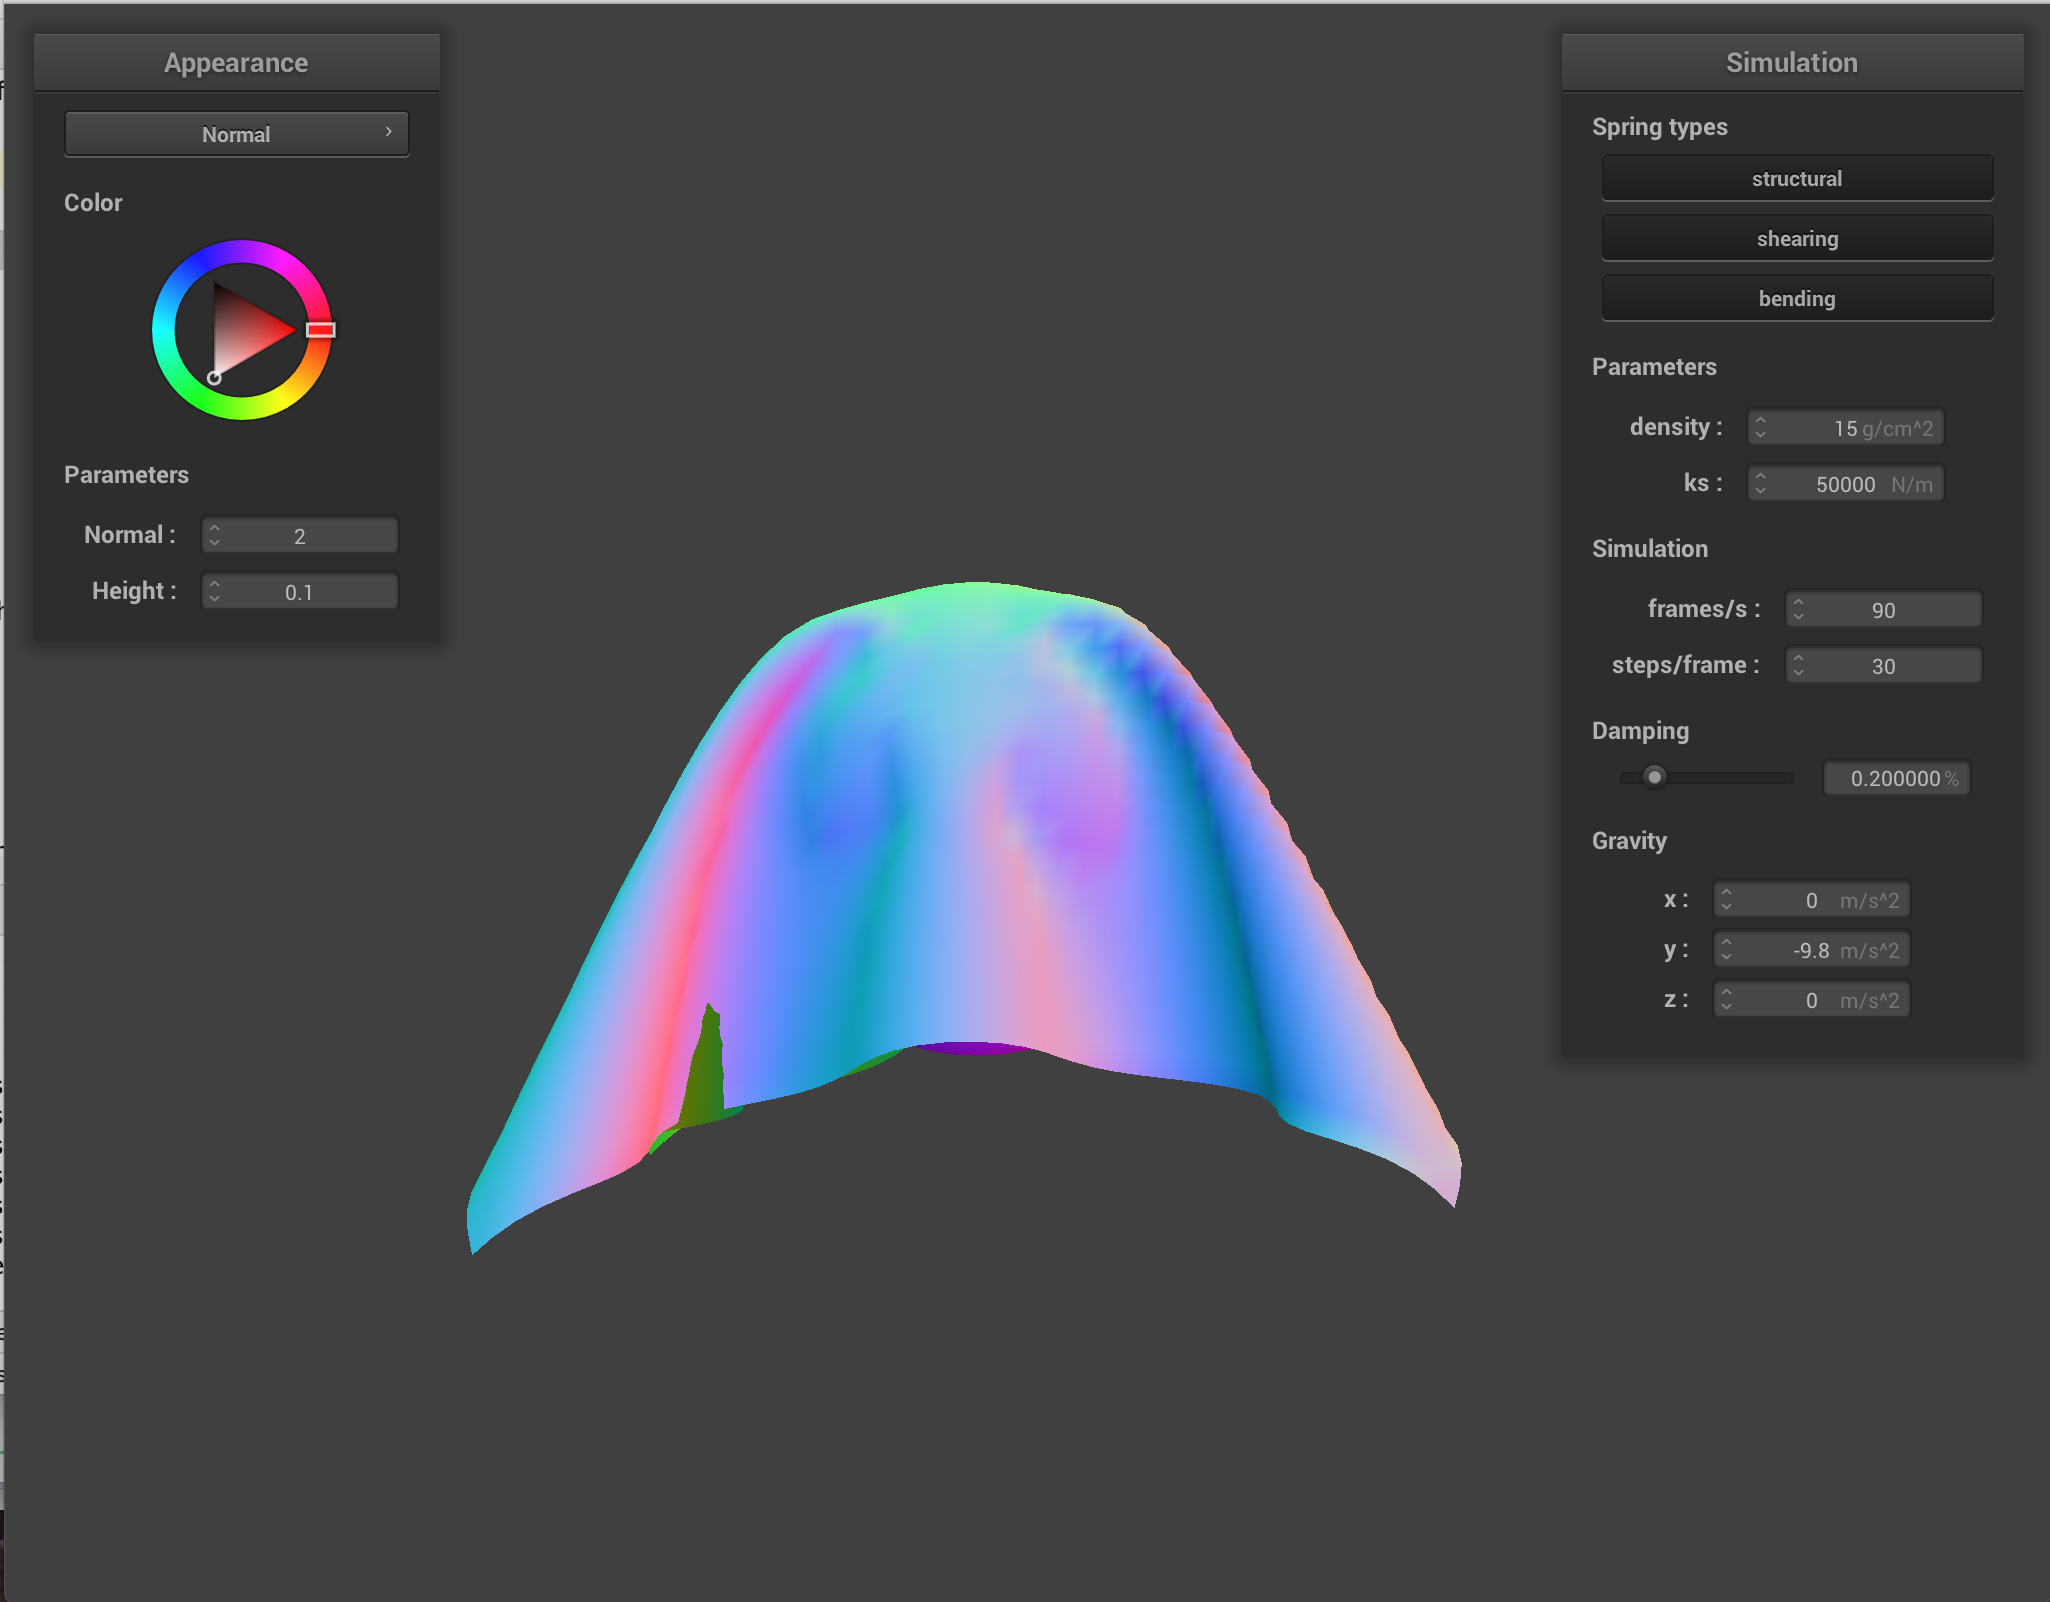 Appearance
Normal
Color
Parameters
Normal : 2
Height : 0.1
Simulation
Spring types
structural
shearing
bending
Parameters
density : 15 g/cm^2
ks : 50000 N/m
Simulation
frames/s : 90
steps/frame : 30
Damping
0.200000 %
Gravity
x : 0 m/s^2
y : -9.8 m/s^2
z : 0 m/s^2